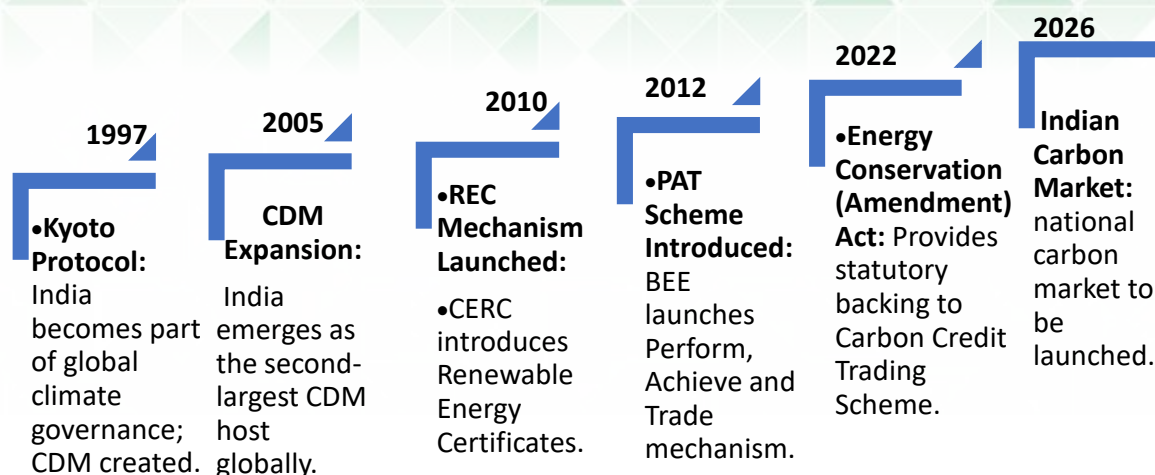 1997
•Kyoto
Protocol:
India
becomes part
of global
climate
governance;
CDM created.
2005
CDM
Expansion:
India
emerges as
the second-
largest CDM
host
globally.
2010
•REC
Mechanism
Launched:
•CERC
introduces
Renewable
Energy
Certificates.
2012
•PAT
Scheme
Introduced:
BEE
launches
Perform,
Achieve and
Trade
mechanism.
2022
•Energy
Conservation
(Amendment)
Act: Provides
statutory
backing to
Carbon Credit
Trading
Scheme.
2026
Indian
Carbon
Market:
national
carbon
market to
be
launched.